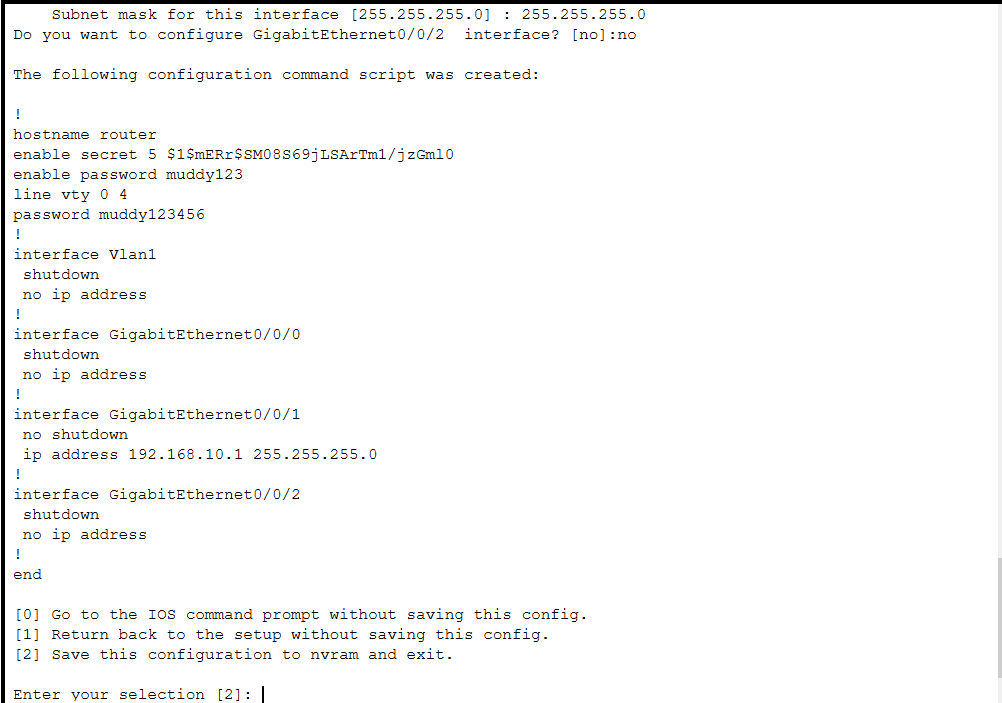 Subnet mask for this interface [255.255.255.0] : 255.255.255.0
Do you want to configure GigabitEthernet0/0/2  interface? [no]:no
The following configuration command script was created:
!
hostname router
enable secret 5 $1$mERr$SM08S69jLSArTm1/jzGml0
enable password muddy123
line vty 0 4
password muddy123456
!
interface Vlan1
shutdown
no ip address
!
interface GigabitEthernet0/0/0
shutdown
no ip address
!
interface GigabitEthernet0/0/1
no shutdown
ip address 192.168.10.1 255.255.255.0
!
interface GigabitEthernet0/0/2
shutdown
no ip address
!
end
[0] Go to the IOS command prompt without saving this config.
[1] Return back to the setup without saving this config.
[2] Save this configuration to nvram and exit.
Enter your selection [2]: